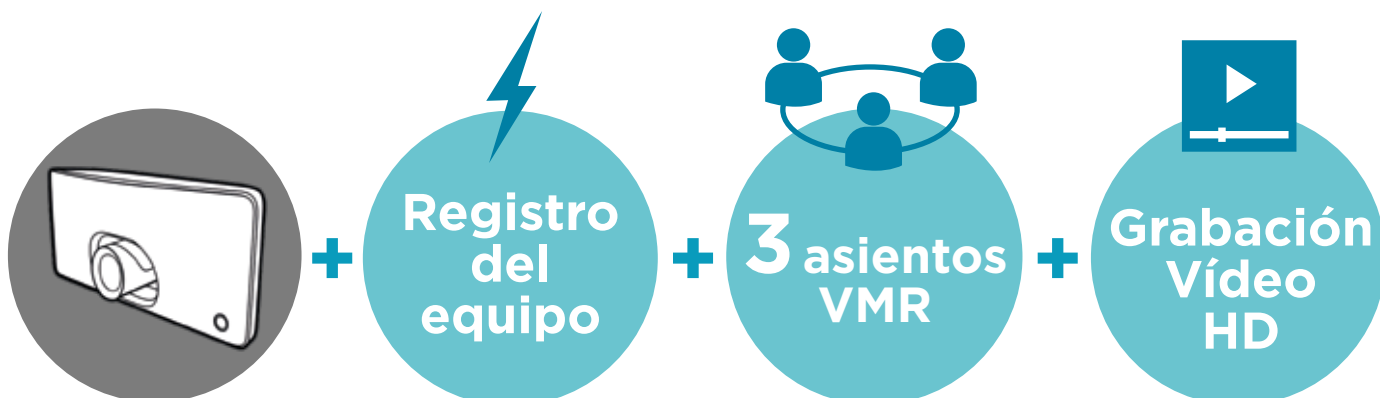 +
Registro
del
equipo
+
3 asientos
VMR
+
Grabación
Vídeo
HD